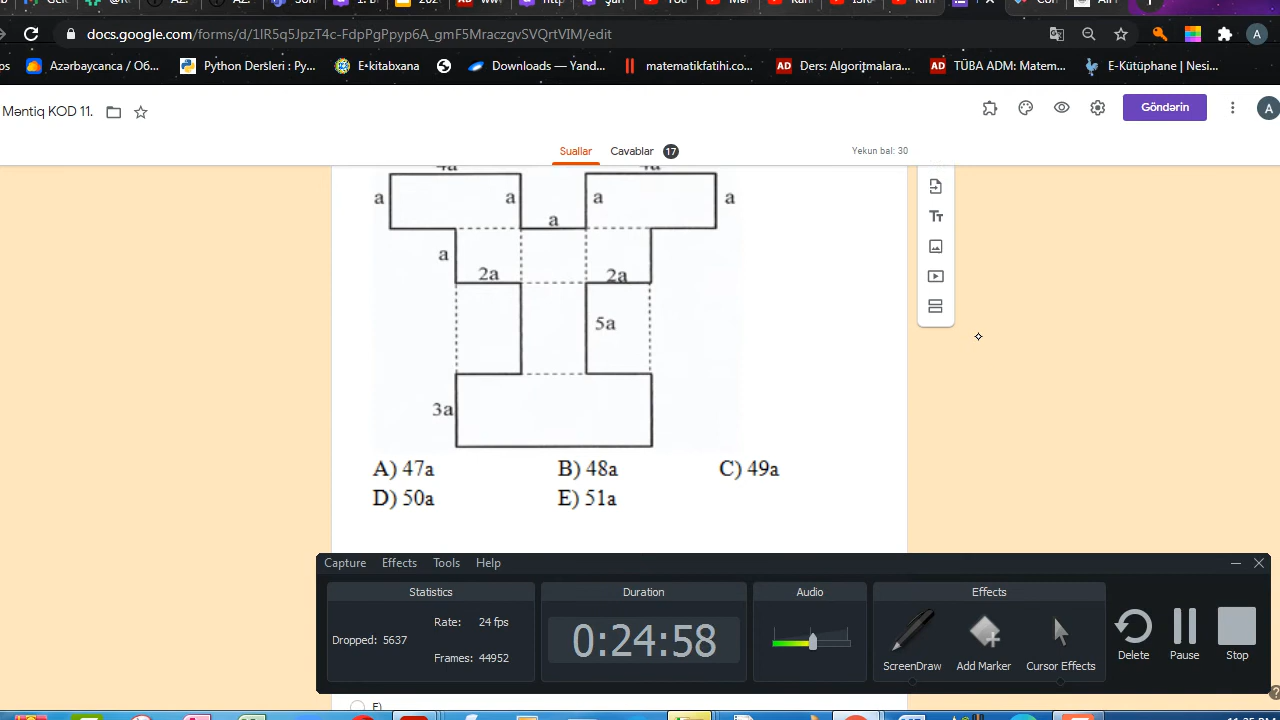 docs.google.com/forms/d/1lR5q5JpzT4c-FdpPgPpyp6A_gmF5MraczgvSVQrtVIM/edit
A
Azərbaycanca / Об...
Python Dersleri : Py...
E•kitabxana
Downloads — Yand...
matematikfatihi.co...
Ders: Algoritmalara...
TÜBA ADM: Matem...
E-Kütüphane | Nesi...
Məntiq KOD 11.
Göndərin
A
Suallar
Cavablar 17
Yekun bal: 30
4a 4a
a a a a
a
a
2a 2a
5a
3a
A) 47a B) 48a C) 49a
D) 50a E) 51a
Capture Effects Tools Help
Statistics Duration Audio Effects
Rate: 24 fps
Dropped: 5637
Frames: 44952
0:24:58
ScreenDraw Add Marker Cursor Effects
Delete Pause Stop